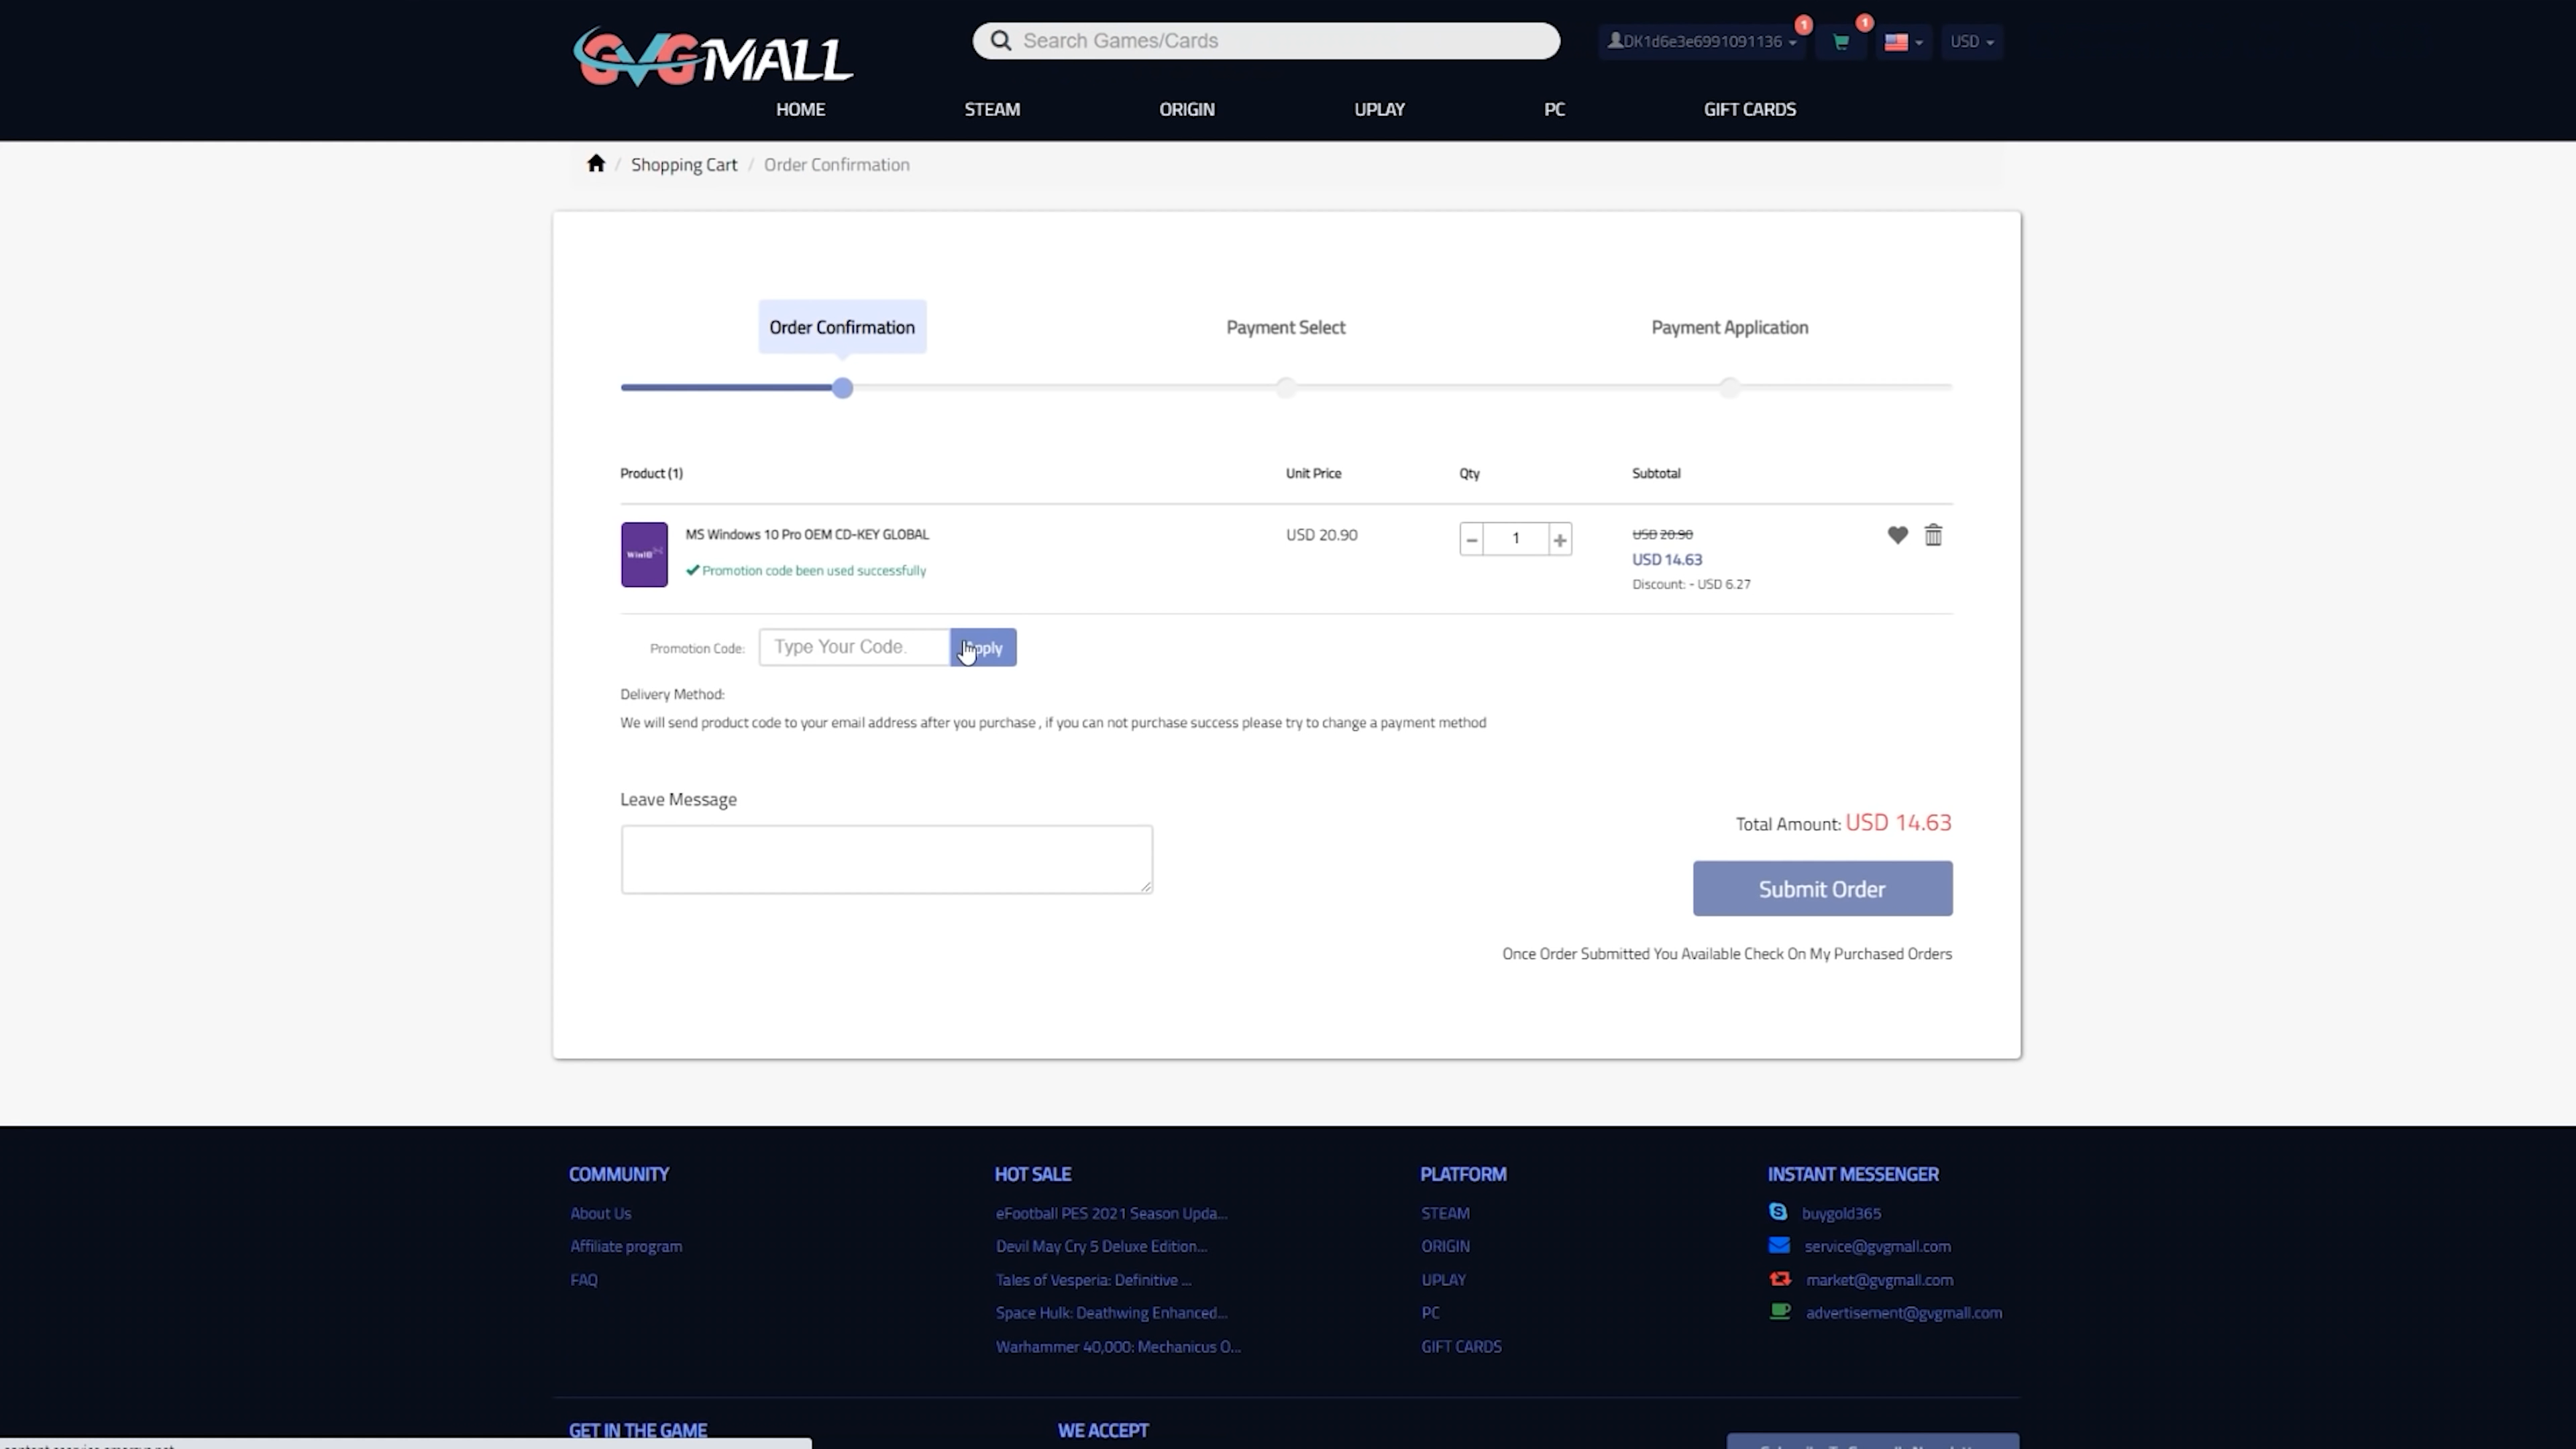 GVGMALL
Search Games/Cards
DK1d6e3e6991091136
1
1
USD
HOME
STEAM
ORIGIN
UPLAY
PC
GIFT CARDS
/ Shopping Cart / Order Confirmation
Order Confirmation
Payment Select
Payment Application
Product (1)
Unit Price
Qty
Subtotal
Win10
MS Windows 10 Pro OEM CD-KEY GLOBAL
Promotion code been used successfully
USD 20.90
1
USD 20.90
USD 14.63
Discount: - USD 6.27
Promotion Code:
Type Your Code.
Delivery Method:
We will send product code to your email address after you purchase , if you can not purchase success please try to change a payment method
Leave Message
Total Amount: USD 14.63
Submit Order
Once Order Submitted You Available Check On My Purchased Orders
COMMUNITY
About Us
Affiliate program
FAQ
HOT SALE
eFootball PES 2021 Season Upda...
Devil May Cry 5 Deluxe Edition...
Tales of Vesperia: Definitive ...
Space Hulk: Deathwing Enhanced...
Warhammer 40,000: Mechanicus O...
PLATFORM
STEAM
ORIGIN
UPLAY
PC
GIFT CARDS
INSTANT MESSENGER
buygold365
service@gvgmall.com
market@gvgmall.com
advertisement@gvgmall.com
GET IN THE GAME
WE ACCEPT